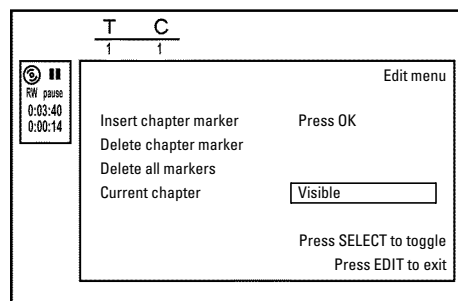 T C
1 1
RW pause
0:03:40
0:00:14
Edit menu
Insert chapter marker Press OK
Delete chapter marker
Delete all markers
Current chapter Visible
Press SELECT to toggle
Press EDIT to exit